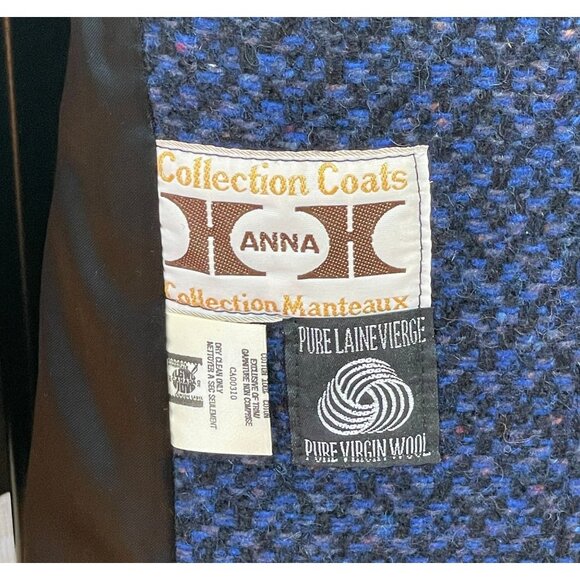 Collection Coats
HANNAH
Collection Manteaux
PURE LAINE VIERGE
PURE VIRGIN WOOL
EXCLUSIVE OF TRIM
GARNITURE NON COMPRISE
CA00310
DRY CLEAN ONLY
NETTOYER A SEC SEULEMENT